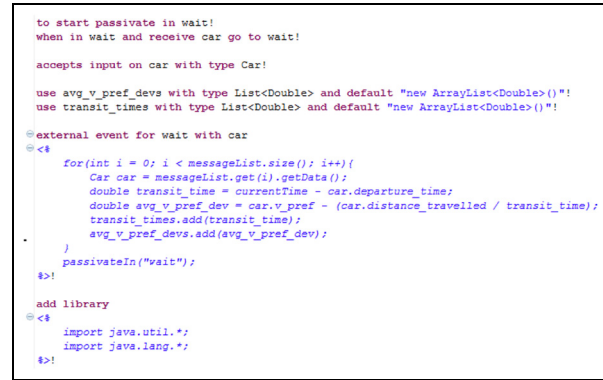 to start passivate in wait!
when in wait and receive car go to wait!
accepts input on car with type Car!
use avg_v_pref_devs with type List<Double> and default "new ArrayList<Double>()"!
use transit_times with type List<Double> and default "new ArrayList<Double>()"!
external event for wait with car
<%
for(int i = 0; i < messageList.size(); i++){
Car car = messageList.get(i).getData();
double transit_time = currentTime - car.departure_time;
double avg_v_pref_dev = car.v_pref - (car.distance_travelled / transit_time);
transit_times.add(transit_time);
avg_v_pref_devs.add(avg_v_pref_dev);
}
passivateIn("wait");
%>!
add library
<%
import java.util.*;
import java.lang.*;
%>!